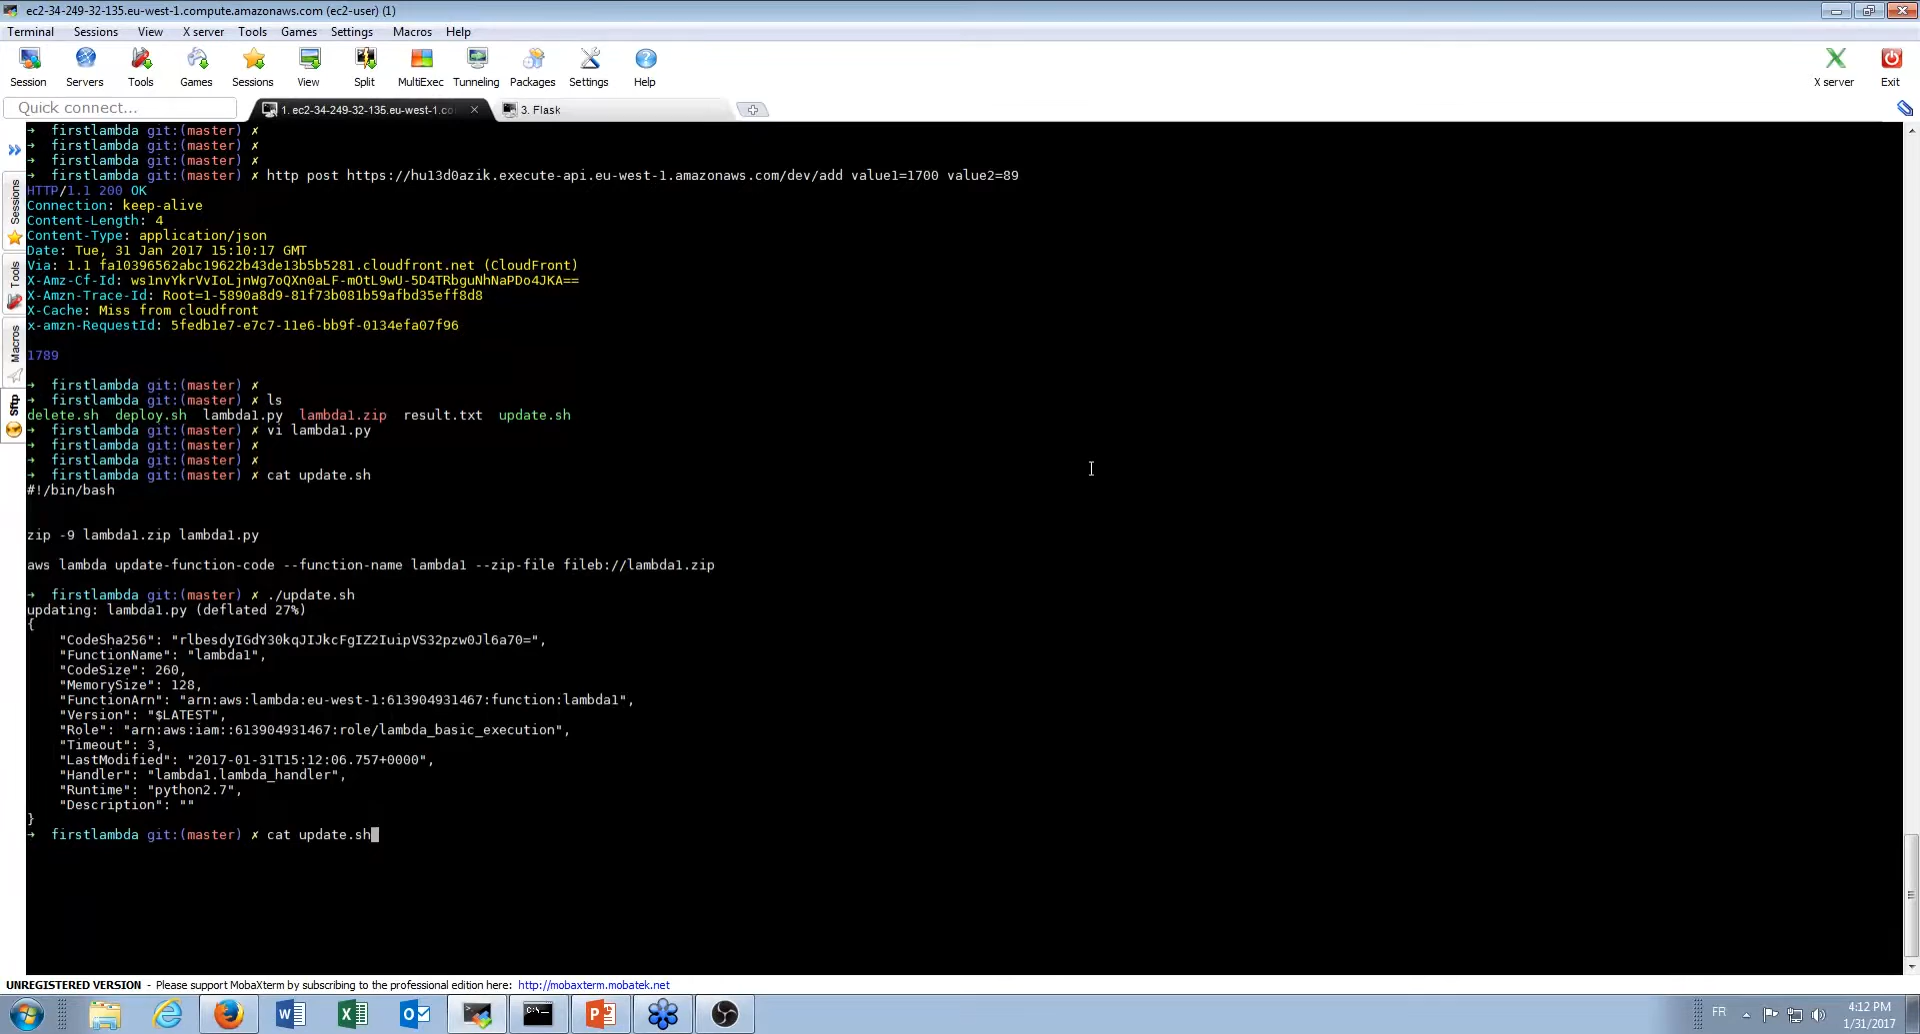 ec2-34-249-32-135.eu-west-1.compute.amazonaws.com (ec2-user) (1)
Terminal Sessions View X server Tools Games Settings Macros Help
Session Servers Tools Games Sessions View Split MultiExec Tunneling Packages Settings Help X server Exit
Quick connect... 1. ec2-34-249-32-135.eu-west-1.co 3. Flask
Sessions
Tools
Macros
Sftp
→ firstlambda git:(master) ✗
→ firstlambda git:(master) ✗
→ firstlambda git:(master) ✗
→ firstlambda git:(master) ✗ http post https://hu13d0azik.execute-api.eu-west-1.amazonaws.com/dev/add value1=1700 value2=89
HTTP/1.1 200 OK
Connection: keep-alive
Content-Length: 4
Content-Type: application/json
Date: Tue, 31 Jan 2017 15:10:17 GMT
Via: 1.1 fa10396562abc19622b43de13b5b5281.cloudfront.net (CloudFront)
X-Amz-Cf-Id: ws1nvYkrVvIoLjnWg7oQXn0aLF-mOtL9wU-5D4TRbguNhNaPDo4JKA==
X-Amzn-Trace-Id: Root=1-5890a8d9-81f73b081b59afbd35eff8d8
X-Cache: Miss from cloudfront
x-amzn-RequestId: 5fedb1e7-e7c7-11e6-bb9f-0134efa07f96
1789
→ firstlambda git:(master) ✗
→ firstlambda git:(master) ✗ ls
delete.sh deploy.sh lambda1.py lambda1.zip result.txt update.sh
→ firstlambda git:(master) ✗ vi lambda1.py
→ firstlambda git:(master) ✗
→ firstlambda git:(master) ✗
→ firstlambda git:(master) ✗ cat update.sh
#!/bin/bash
zip -9 lambda1.zip lambda1.py
aws lambda update-function-code --function-name lambda1 --zip-file fileb://lambda1.zip
→ firstlambda git:(master) ✗ ./update.sh
updating: lambda1.py (deflated 27%)
{
"CodeSha256": "rlbesdyIGdY30kqJIJkcFgIZ2IuipVS32pzw0Jl6a70=",
"FunctionName": "lambda1",
"CodeSize": 260,
"MemorySize": 128,
"FunctionArn": "arn:aws:lambda:eu-west-1:613904931467:function:lambda1",
"Version": "$LATEST",
"Role": "arn:aws:iam::613904931467:role/lambda_basic_execution",
"Timeout": 3,
"LastModified": "2017-01-31T15:12:06.757+0000",
"Handler": "lambda1.lambda_handler",
"Runtime": "python2.7",
"Description": ""
}
→ firstlambda git:(master) ✗ cat update.sh
UNREGISTERED VERSION - Please support MobaXterm by subscribing to the professional edition here: http://mobaxterm.mobatek.net
FR 4:12 PM
1/31/2017